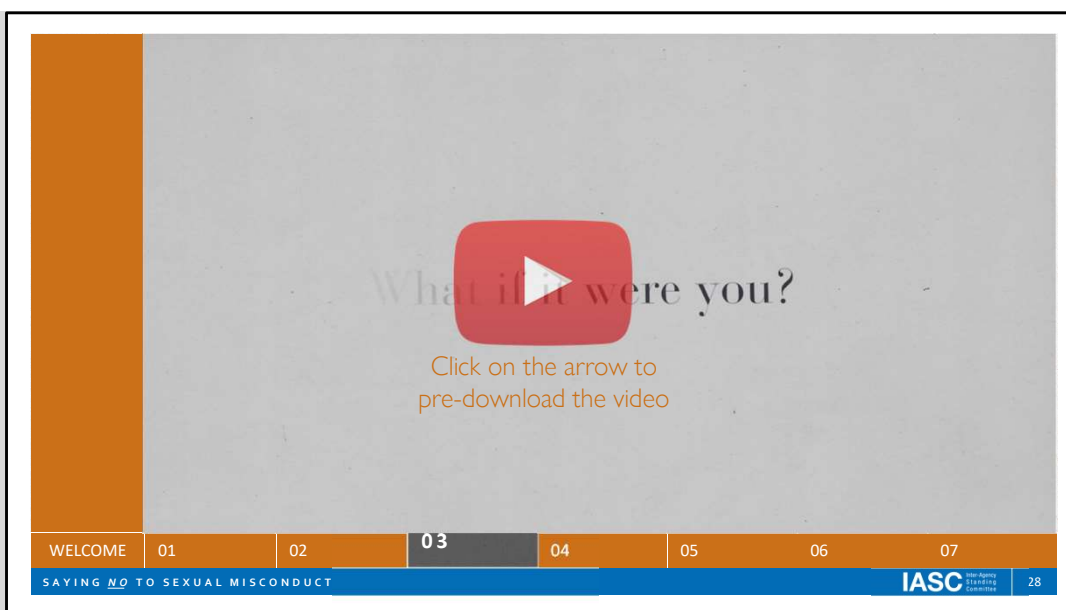 What if it were you?
Click on the arrow to
pre-download the video
WELCOME 01 02 03 04 05 06 07
SAYING NO TO SEXUAL MISCONDUCT
IASC Inter-Agency
Standing
Committee
28